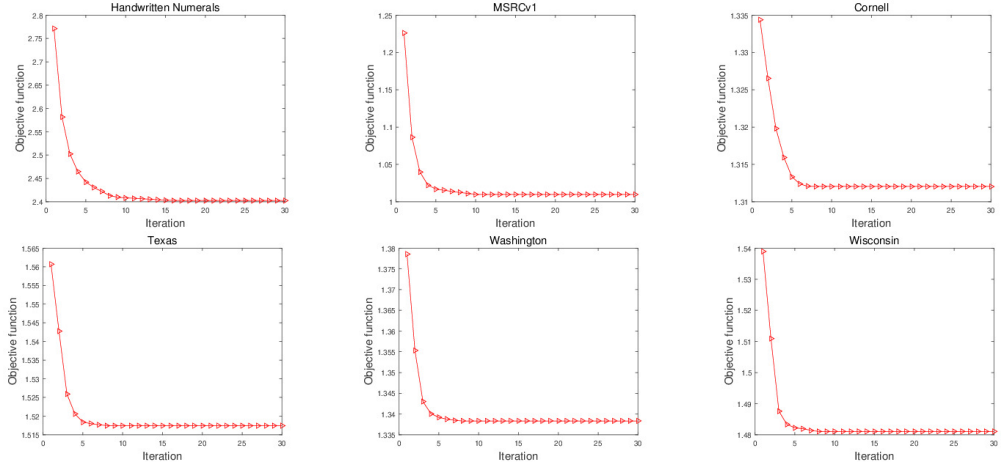 Handwritten Numerals
MSRCv1
Cornell
2.8
2.75
2.7
2.65
2.6
2.55
2.5
2.45
2.4
Objective function
0 5 10 15 20 25 30
Iteration
1.25
1.2
1.15
1.1
1.05
1
Objective function
0 5 10 15 20 25 30
Iteration
1.335
1.33
1.325
1.32
1.315
1.31
Objective function
0 5 10 15 20 25 30
Iteration
Texas
Washington
Wisconsin
1.565
1.56
1.555
1.55
1.545
1.54
1.535
1.53
1.525
1.52
1.515
Objective function
0 5 10 15 20 25 30
Iteration
1.38
1.375
1.37
1.365
1.36
1.355
1.35
1.345
1.34
1.335
Objective function
0 5 10 15 20 25 30
Iteration
1.54
1.53
1.52
1.51
1.5
1.49
1.48
Objective function
0 5 10 15 20 25 30
Iteration